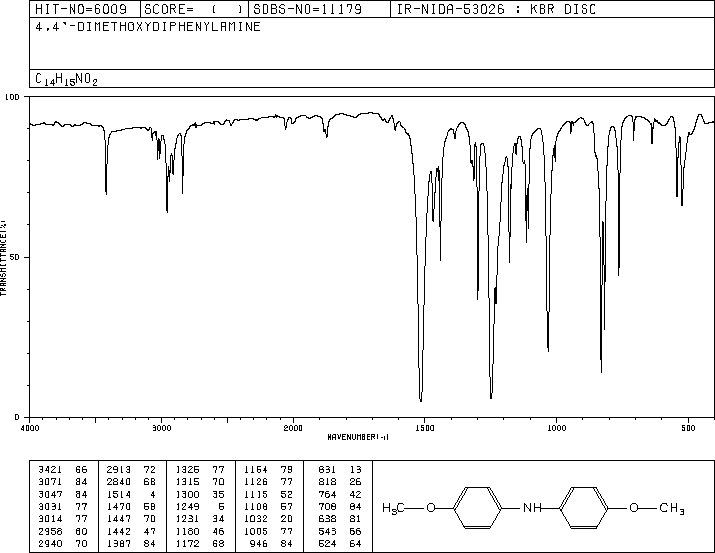 HIT-NO=6009 SCORE= ( ) SDBS-NO=11179 IR-NIDA-53026 : KBR DISC
4,4'-DIMETHOXYDIPHENYLAMINE
C14H15NO2
100
50
0
TRANSMITTANCE(%)
4000 3000 2000 1500 1000 500
WAVENUMBER(-1)
3421 66 2913 72 1325 77 1154 79 831 13
3071 84 2840 68 1315 70 1126 77 818 26
3047 84 1514 4 1300 35 1115 52 764 42
3031 77 1470 58 1249 5 1108 57 708 84
3014 77 1447 70 1231 34 1032 20 638 81
2958 60 1442 47 1180 46 1005 77 543 66
2940 70 1387 84 1172 68 946 84 524 64
H3C O NH O CH3